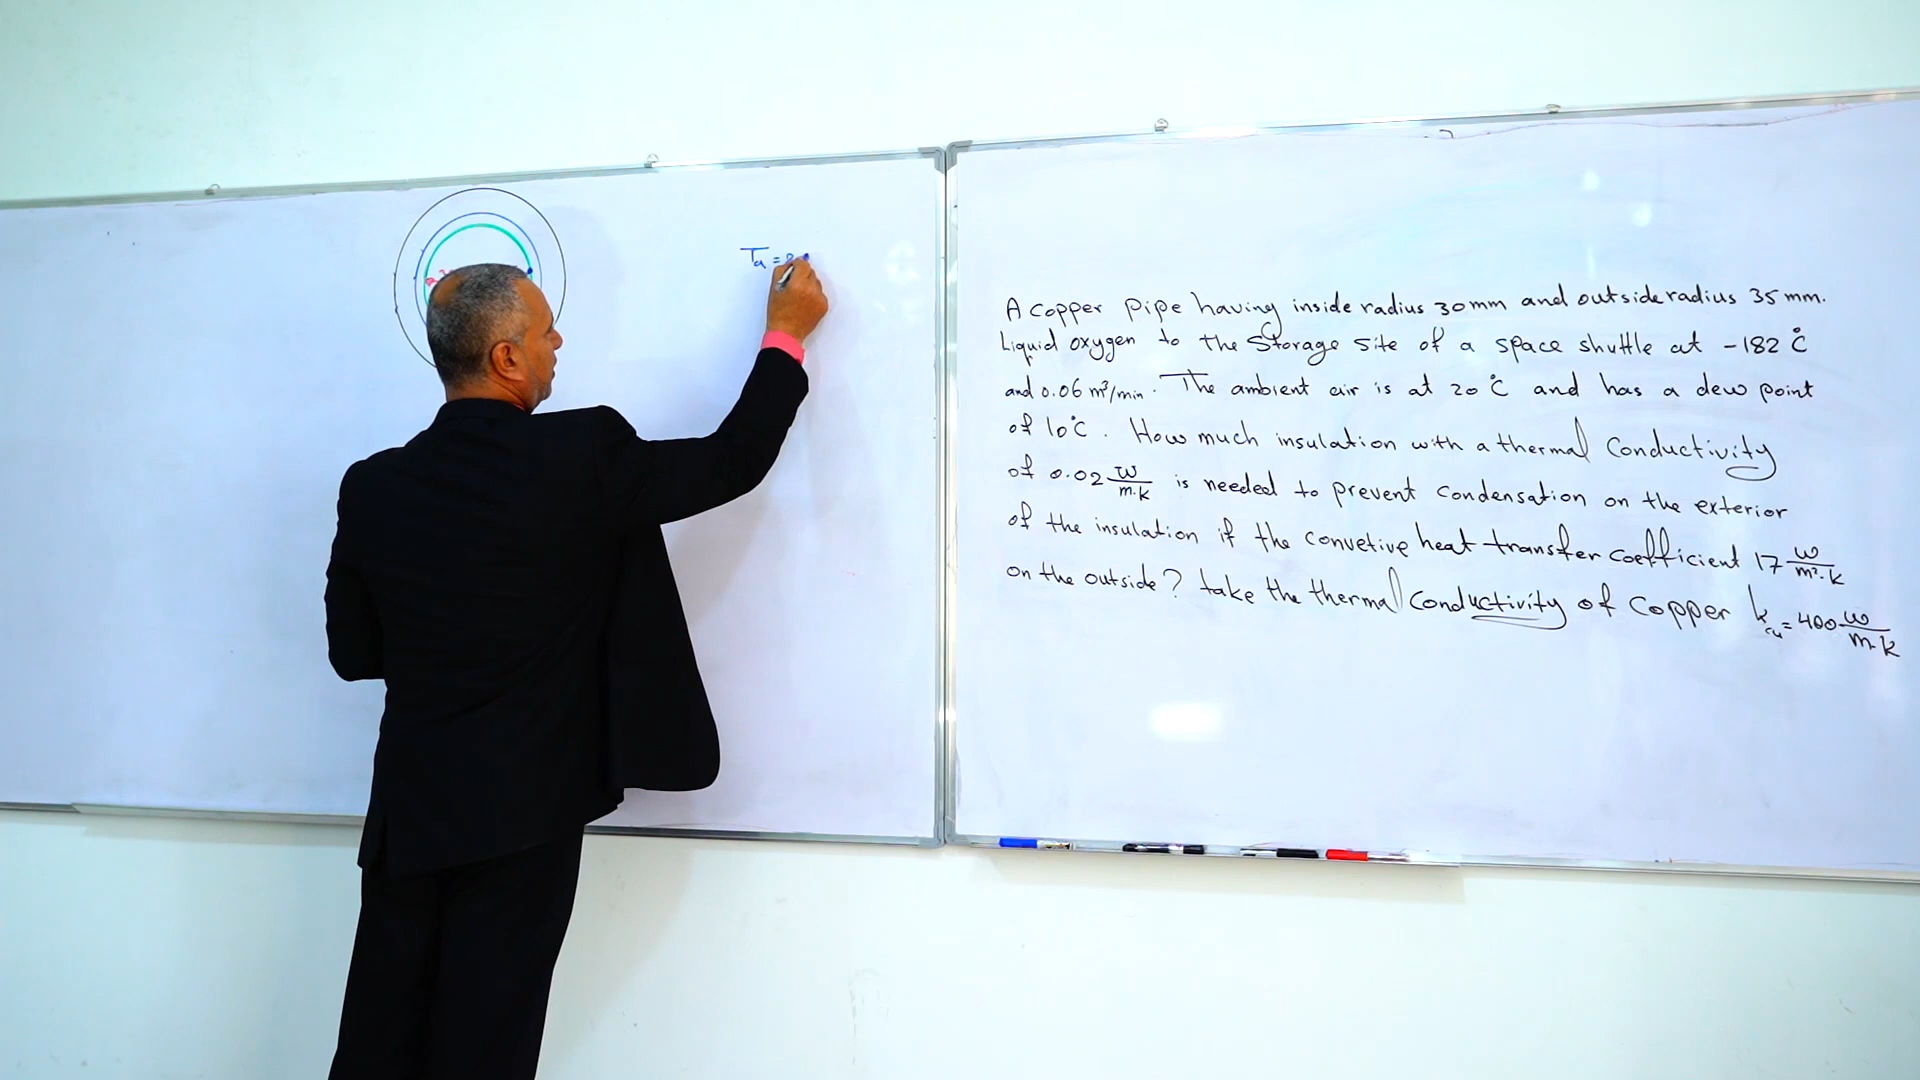 Ta =
A copper pipe having inside radius 30mm and outside radius 35 mm.
Liquid oxygen to the storage site of a space shuttle at -182 C°
and 0.06 m³/min. The ambient air is at 20 C° and has a dew point
of 10°C. How much insulation with a thermal conductivity
of 0.02 w/m.k is needed to prevent condensation on the exterior
of the insulation if the convetive heat transfer coefficient 17 w/m².k
on the outside? take the thermal conductivity of copper kcu = 400 w/m.k